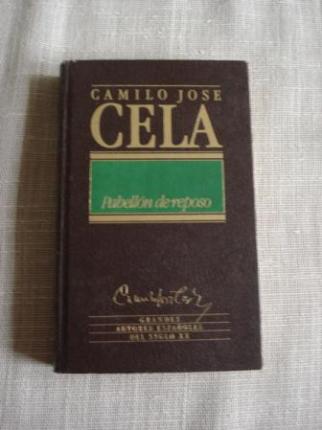 CAMILO JOSE
CELA
Pabellón de reposo
GRANDES
AUTORES ESPAÑOLES
DEL SIGLO XX